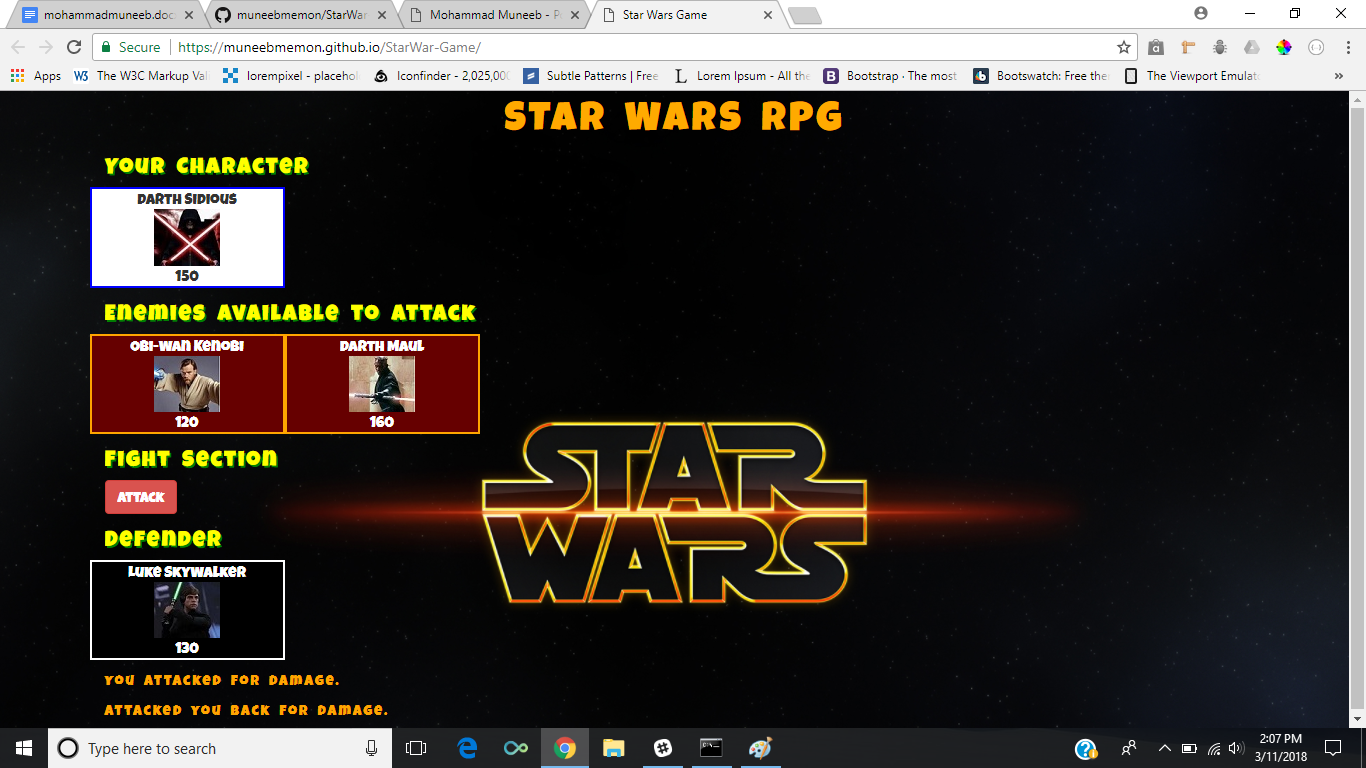 mohammadmuneeb.doc
muneebmemon/StarWar
Mohammad Muneeb - P
Star Wars Game
Secure
https://muneebmemon.github.io/StarWar-Game/
Apps
W3 The W3C Markup Val
lorempixel - placehol
Iconfinder - 2,025,000
Subtle Patterns | Free
L Lorem Ipsum - All the
B Bootstrap · The most
b Bootswatch: Free the
The Viewport Emulat
»
STAR WARS RPG
Your Character
Darth Sidious
150
Enemies Available To Attack
Obi-Wan Kenobi
120
Darth Maul
160
Fight Section
ATTACK
Defender
Luke Skywalker
130
You attacked for damage.
Attacked you back for damage.
STAR
WARS
Type here to search
2:07 PM
3/11/2018